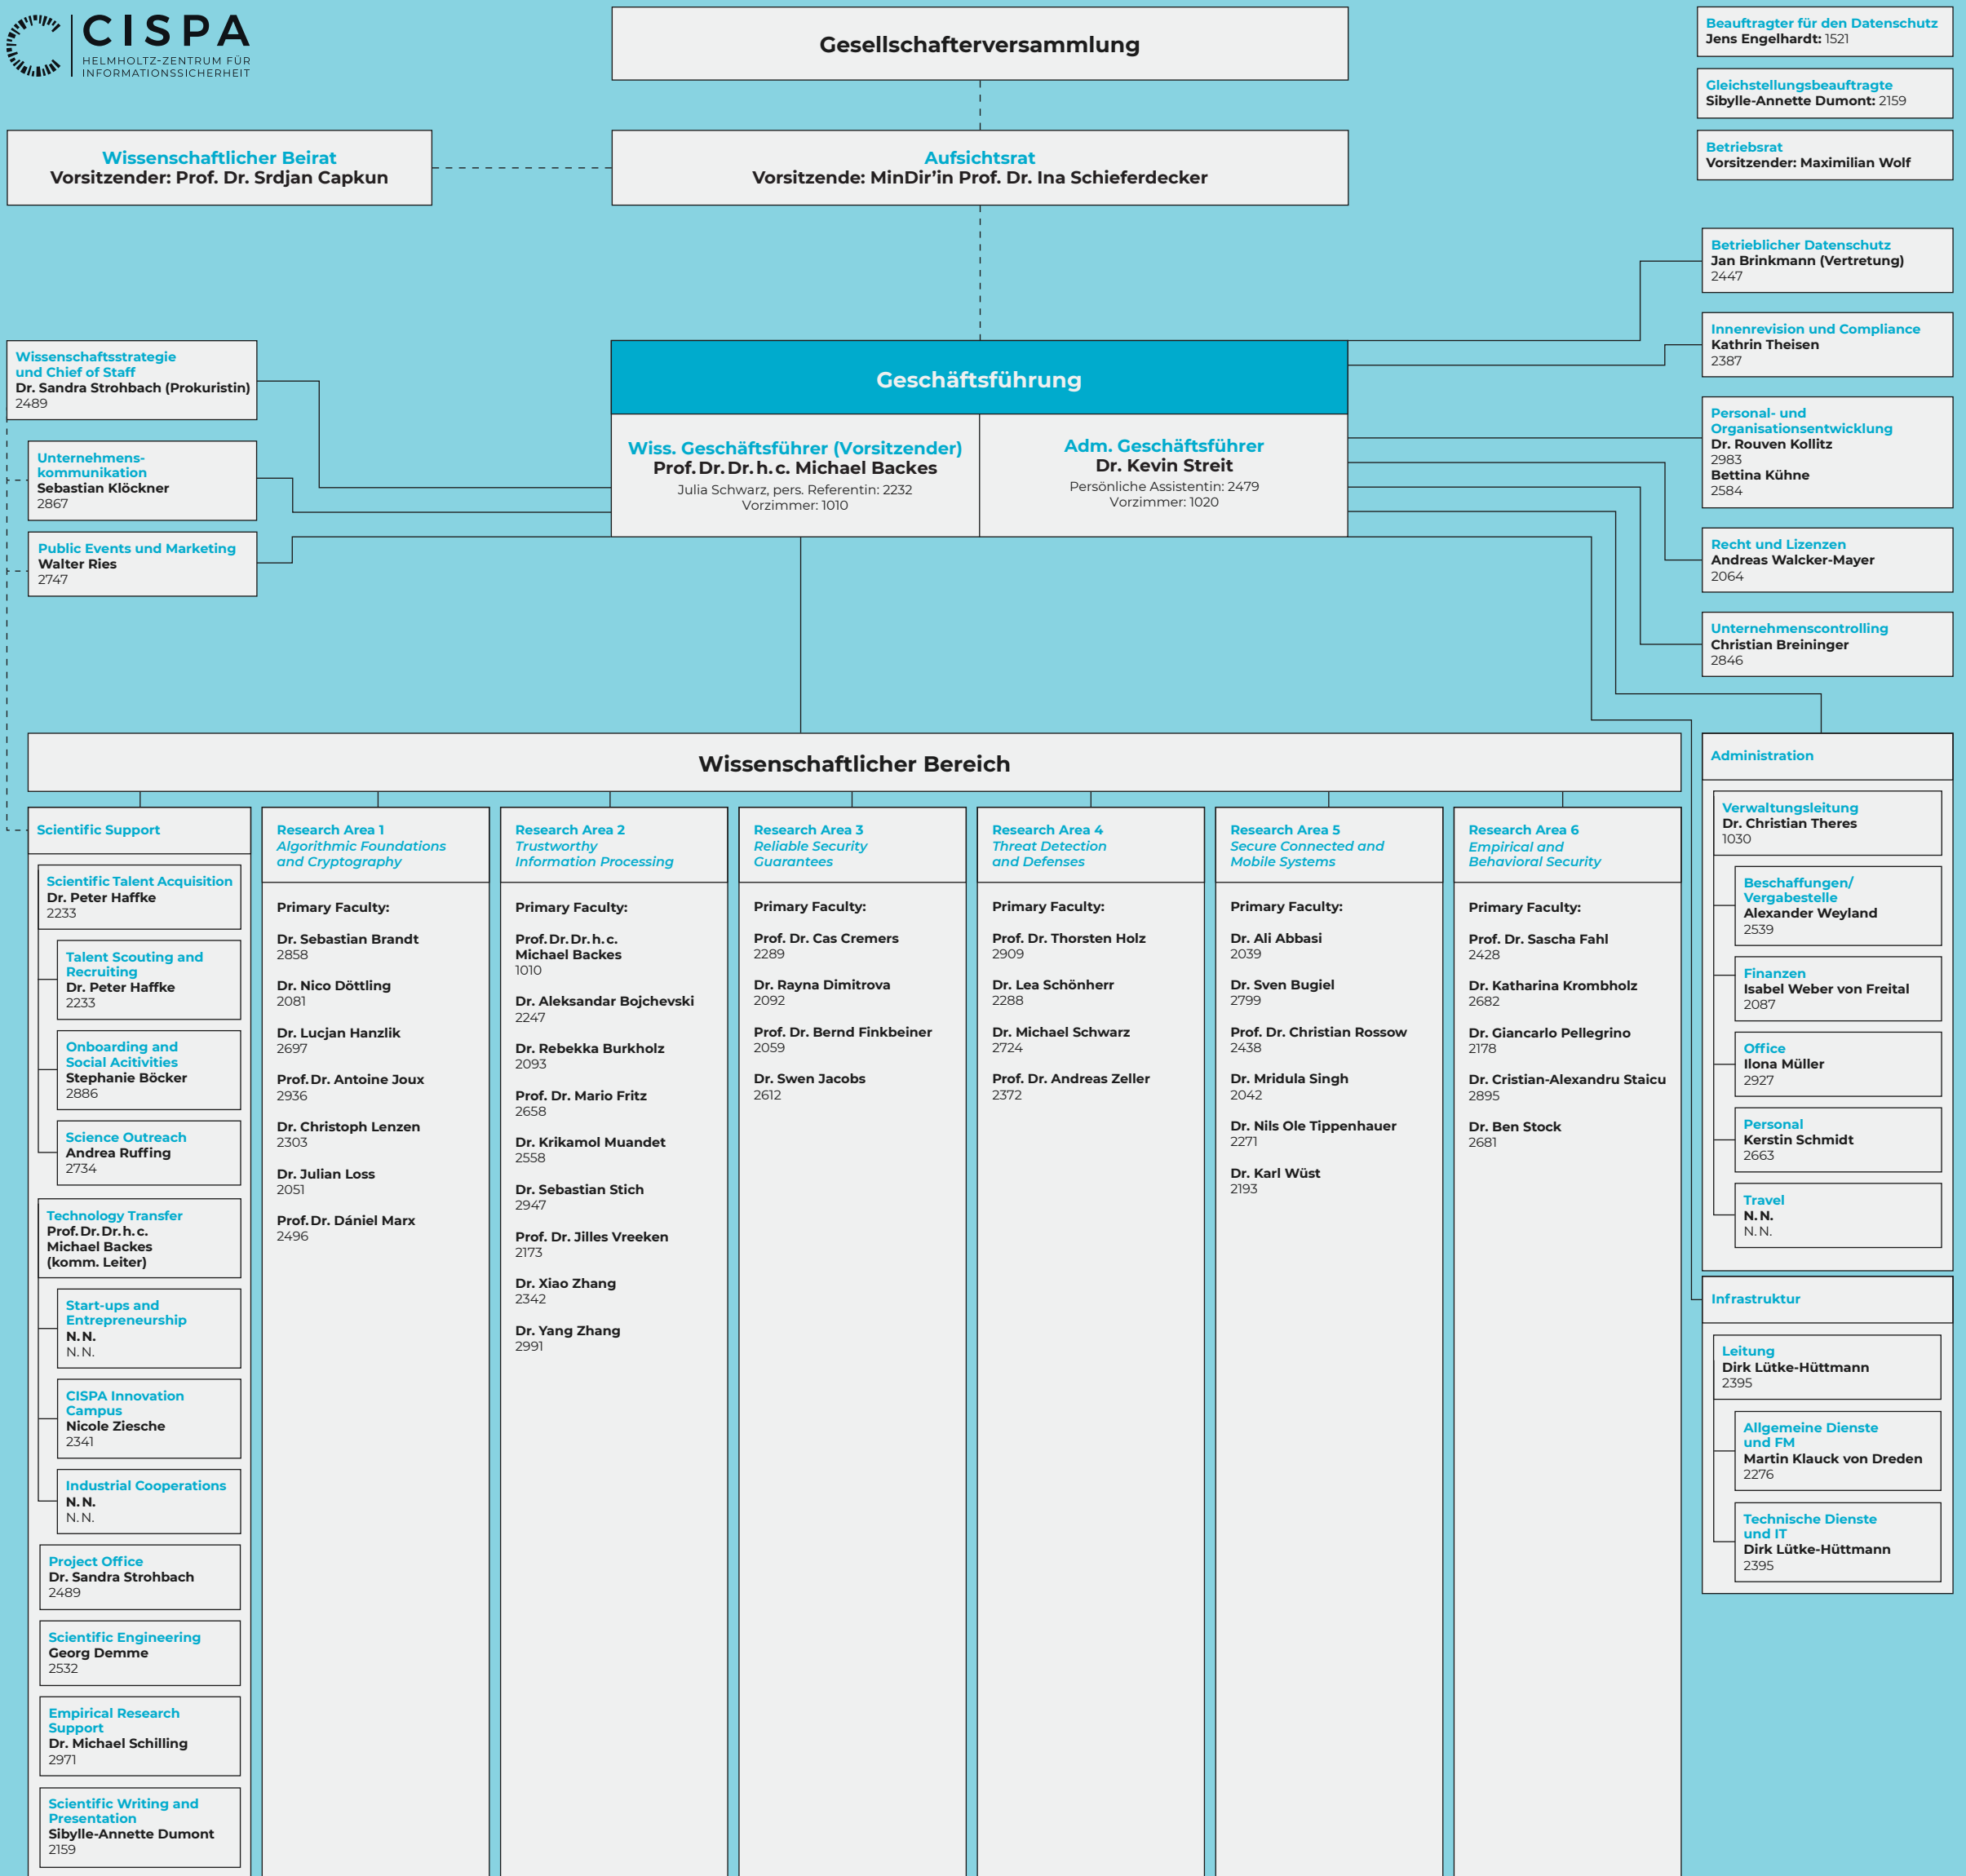 CISPA
HELMHOLTZ-ZENTRUM FÜR
INFORMATIONSSICHERHEIT
Gesellschafterversammlung
Beauftragter für den Datenschutz
Jens Engelhardt: 1521
Gleichstellungsbeauftragte
Sibylle-Annette Dumont: 2159
Betriebsrat
Vorsitzender: Maximilian Wolf
Wissenschaftlicher Beirat
Vorsitzender: Prof. Dr. Srdjan Capkun
Aufsichtsrat
Vorsitzende: MinDir’in Prof. Dr. Ina Schieferdecker
Betrieblicher Datenschutz
Jan Brinkmann (Vertretung)
2447
Innenrevision und Compliance
Kathrin Theisen
2387
Personal- und
Organisationsentwicklung
Dr. Rouven Kollitz
2983
Bettina Kühne
2584
Recht und Lizenzen
Andreas Walcker-Mayer
2064
Unternehmenscontrolling
Christian Breininger
2846
Wissenschaftsstrategie
und Chief of Staff
Dr. Sandra Strohbach (Prokuristin)
2489
Unternehmens-
kommunikation
Sebastian Klöckner
2867
Public Events und Marketing
Walter Ries
2747
Geschäftsführung
Wiss. Geschäftsführer (Vorsitzender)
Prof. Dr. Dr. h. c. Michael Backes
Julia Schwarz, pers. Referentin: 2232
Vorzimmer: 1010
Adm. Geschäftsführer
Dr. Kevin Streit
Persönliche Assistentin: 2479
Vorzimmer: 1020
Wissenschaftlicher Bereich
Scientific Support
Scientific Talent Acquisition
Dr. Peter Haffke
2233
Talent Scouting and
Recruiting
Dr. Peter Haffke
2233
Onboarding and
Social Acitivities
Stephanie Böcker
2886
Science Outreach
Andrea Ruffing
2734
Technology Transfer
Prof. Dr. Dr. h. c.
Michael Backes
(komm. Leiter)
Start-ups and
Entrepreneurship
N. N.
N. N.
CISPA Innovation
Campus
Nicole Ziesche
2341
Industrial Cooperations
N. N.
N. N.
Project Office
Dr. Sandra Strohbach
2489
Scientific Engineering
Georg Demme
2532
Empirical Research
Support
Dr. Michael Schilling
2971
Scientific Writing and
Presentation
Sibylle-Annette Dumont
2159
Research Area 1
Algorithmic Foundations
and Cryptography
Primary Faculty:
Dr. Sebastian Brandt
2858
Dr. Nico Döttling
2081
Dr. Lucjan Hanzlik
2697
Prof. Dr. Antoine Joux
2936
Dr. Christoph Lenzen
2303
Dr. Julian Loss
2051
Prof. Dr. Dániel Marx
2496
Research Area 2
Trustworthy
Information Processing
Primary Faculty:
Prof. Dr. Dr. h. c.
Michael Backes
1010
Dr. Aleksandar Bojchevski
2247
Dr. Rebekka Burkholz
2093
Prof. Dr. Mario Fritz
2658
Dr. Krikamol Muandet
2558
Dr. Sebastian Stich
2947
Prof. Dr. Jilles Vreeken
2173
Dr. Xiao Zhang
2342
Dr. Yang Zhang
2991
Research Area 3
Reliable Security
Guarantees
Primary Faculty:
Prof. Dr. Cas Cremers
2289
Dr. Rayna Dimitrova
2092
Prof. Dr. Bernd Finkbeiner
2059
Dr. Swen Jacobs
2612
Research Area 4
Threat Detection
and Defenses
Primary Faculty:
Prof. Dr. Thorsten Holz
2909
Dr. Lea Schönherr
2288
Dr. Michael Schwarz
2724
Prof. Dr. Andreas Zeller
2372
Research Area 5
Secure Connected and
Mobile Systems
Primary Faculty:
Dr. Ali Abbasi
2039
Dr. Sven Bugiel
2799
Prof. Dr. Christian Rossow
2438
Dr. Mridula Singh
2042
Dr. Nils Ole Tippenhauer
2271
Dr. Karl Wüst
2193
Research Area 6
Empirical and
Behavioral Security
Primary Faculty:
Prof. Dr. Sascha Fahl
2428
Dr. Katharina Krombholz
2682
Dr. Giancarlo Pellegrino
2178
Dr. Cristian-Alexandru Staicu
2895
Dr. Ben Stock
2681
Administration
Verwaltungsleitung
Dr. Christian Theres
1030
Beschaffungen/
Vergabestelle
Alexander Weyland
2539
Finanzen
Isabel Weber von Freital
2087
Office
Ilona Müller
2927
Personal
Kerstin Schmidt
2663
Travel
N. N.
N. N.
Infrastruktur
Leitung
Dirk Lütke-Hüttmann
2395
Allgemeine Dienste
und FM
Martin Klauck von Dreden
2276
Technische Dienste
und IT
Dirk Lütke-Hüttmann
2395